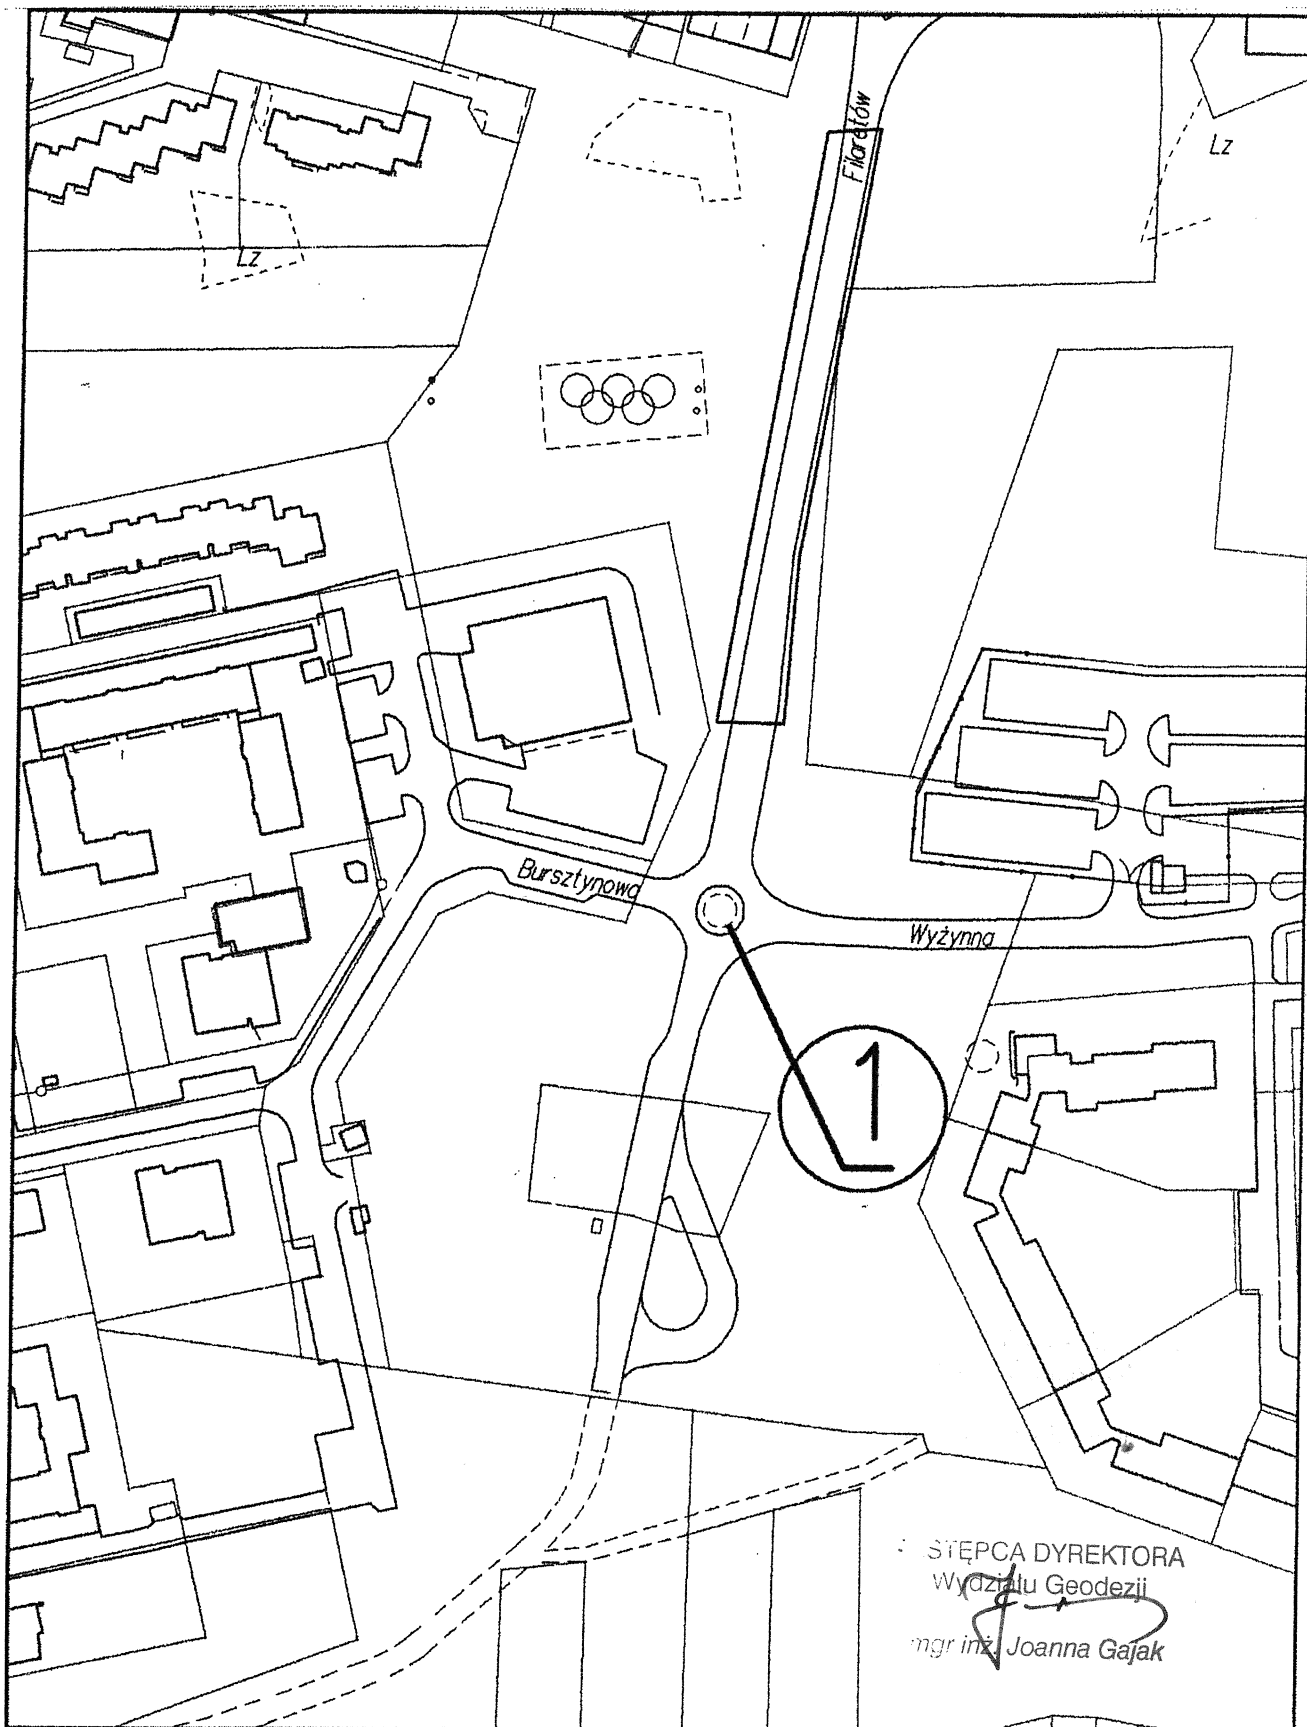 Filaretów
Lz
Lz
Bursztynowa
Wyżynna
1
STĘPCA DYREKTORA
Wydziału Geodezji
mgr inż. Joanna Gajak